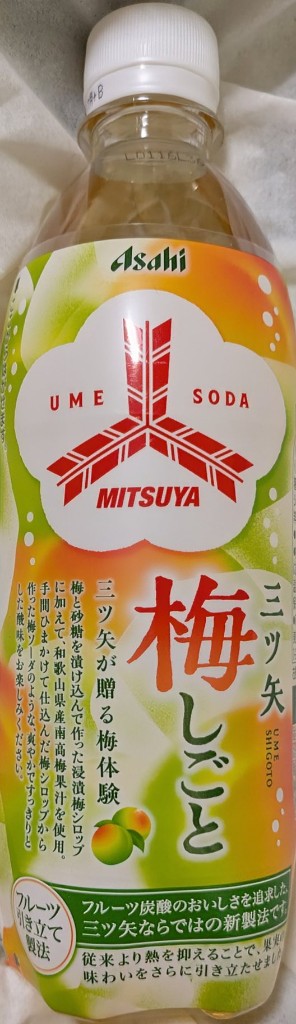 Asahi
UME SODA
MITSUYA
三ツ矢
梅しごと
UME
SHIGOTO
三ツ矢が贈る梅体験
梅と砂糖を漬け込んで作った浸漬梅シロップ
に加えて、和歌山県産南高梅果汁を使用。
手間ひまかけて仕込んだ梅シロップから
作った梅ソーダのような爽やかですっきりと
した酸味をお楽しみください。
フルーツ
引き立て
製法
フルーツ炭酸のおいしさを追求した、
三ツ矢ならではの新製法です。
従来より熱を抑えることで、果実の
味わいをさらに引き立たせました